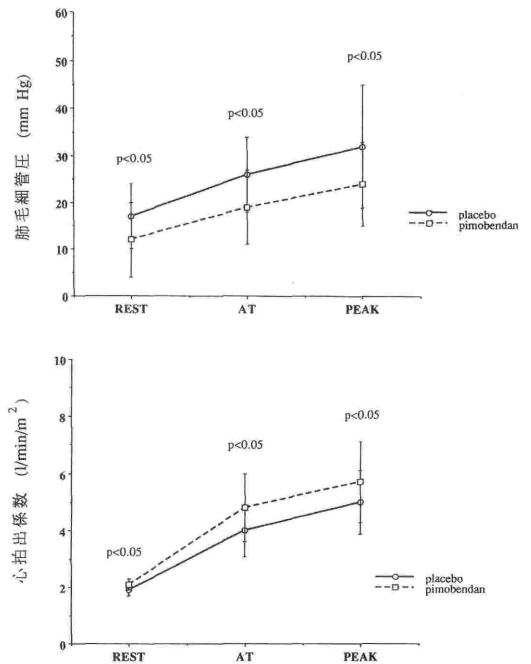 60
50
40
30
20
10
0
肺毛細管圧 (mm Hg)
p<0.05
p<0.05
p<0.05
placebo
pimobendan
REST AT PEAK
10
8
6
4
2
0
心拍出係数 (l/min/m²)
p<0.05
p<0.05
p<0.05
placebo
pimobendan
REST AT PEAK